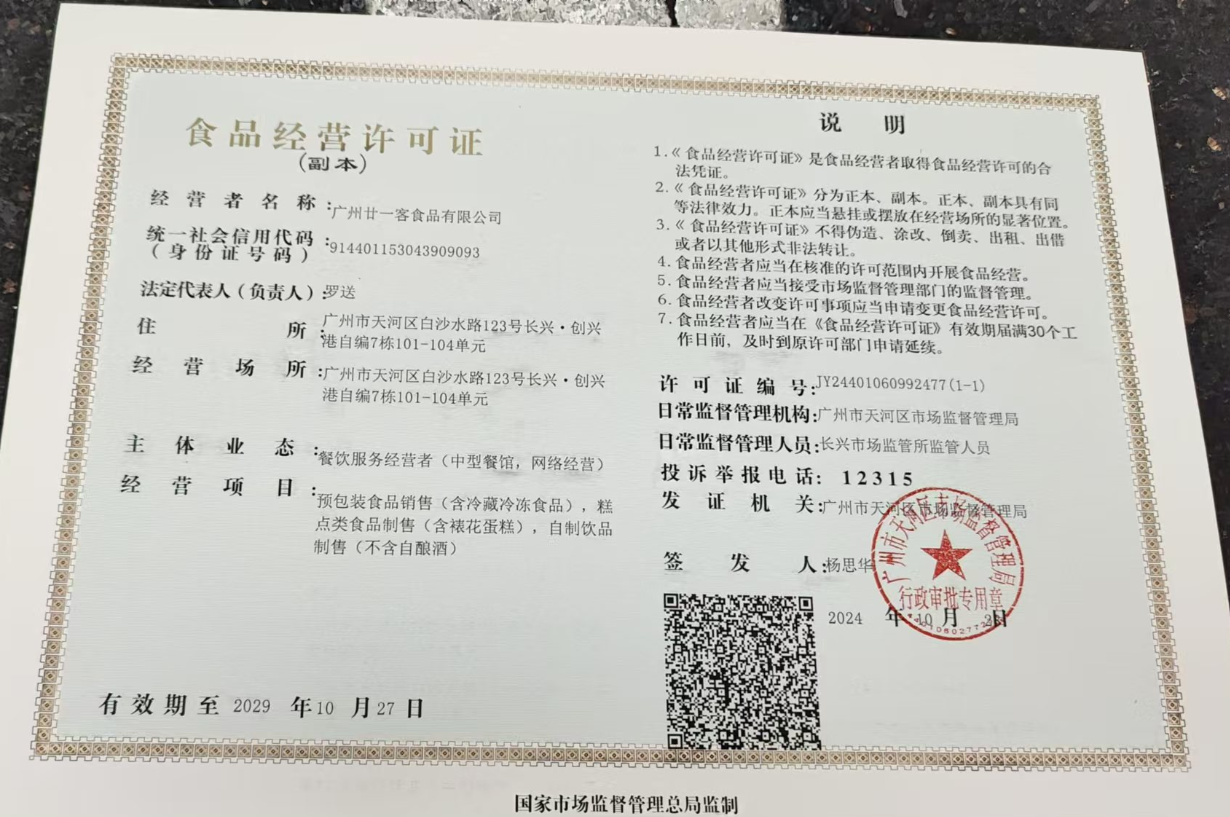 食品经营许可证
(副本)
经营者名称：广州廿一客食品有限公司
统一社会信用代码
(身份证号码)：914401153043909093
法定代表人(负责人)：罗送
住所：广州市天河区白沙水路123号长兴·创兴
港自编7栋101-104单元
经营场所：广州市天河区白沙水路123号长兴·创兴
港自编7栋101-104单元
主体业态：餐饮服务经营者（中型餐馆，网络经营）
经营项目：预包装食品销售（含冷藏冷冻食品），糕
点类食品制售（含裱花蛋糕），自制饮品
制售（不含自酿酒）
有效期至 2029 年 10 月 27 日
说明
1.《食品经营许可证》是食品经营者取得食品经营许可的合
法凭证。
2.《食品经营许可证》分为正本、副本。正本、副本具有同
等法律效力。正本应当悬挂或摆放在经营场所的显著位置。
3.《食品经营许可证》不得伪造、涂改、倒卖、出租、出借
或者以其他形式非法转让。
4.食品经营者应当在核准的许可范围内开展食品经营。
5.食品经营者应当接受市场监督管理部门的监督管理。
6.食品经营者改变许可事项应当申请变更食品经营许可。
7.食品经营者应当在《食品经营许可证》有效期届满30个工
作日前，及时到原许可部门申请延续。
许可证编号：JY24401060992477(1-1)
日常监督管理机构：广州市天河区市场监督管理局
日常监督管理人员：长兴市场监管所监管人员
投诉举报电话：12315
发证机关：广州市天河区市场监督管理局
签发人：杨思华
广州市天河区市场监督管理局
行政审批专用章
2024 年 10 月 日
国家市场监督管理总局监制